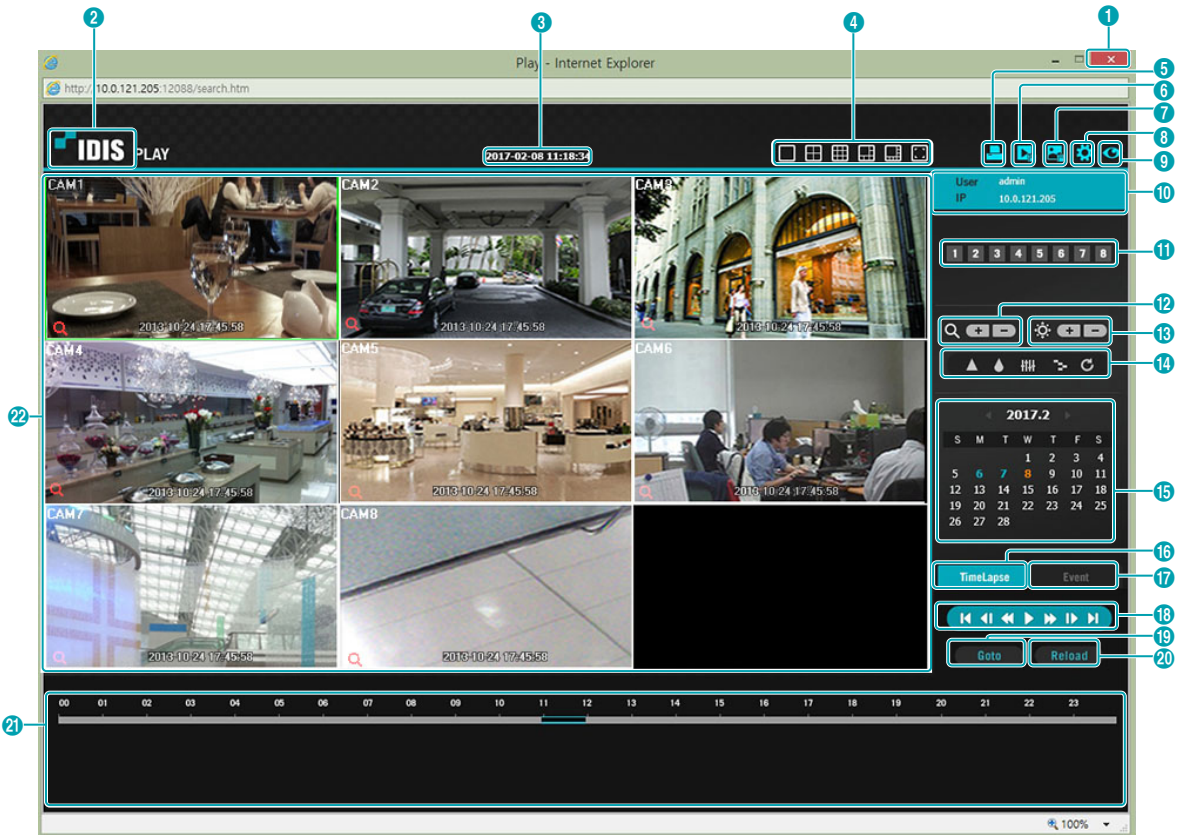 2
3
4
1
Play - Internet Explorer
5
http://10.0.121.205:12088/search.htm
6
7
8
IDIS PLAY
2017-02-08 11:18:34
9
CAM1
CAM2
CAM3
User admin
IP 10.0.121.205
10
1 2 3 4 5 6 7 8
11
12
2013-10-24 17:45:58
2013-10-24 17:45:58
2013-10-24 17:45:58
13
CAM4
CAM5
CAM6
14
22
2017.2
S M T W T F S
1 2 3 4
5 6 7 8 9 10 11
12 13 14 15 16 17 18
19 20 21 22 23 24 25
26 27 28
15
2013-10-24 17:45:58
2013-10-24 17:45:58
2013-10-24 17:45:58
CAM7
CAM8
16
TimeLapse
Event
17
18
19
2013-10-24 17:45:58
2013-10-24 17:45:58
Goto
Reload
20
00 01 02 03 04 05 06 07 08 09 10 11 12 13 14 15 16 17 18 19 20 21 22 23
21
100%